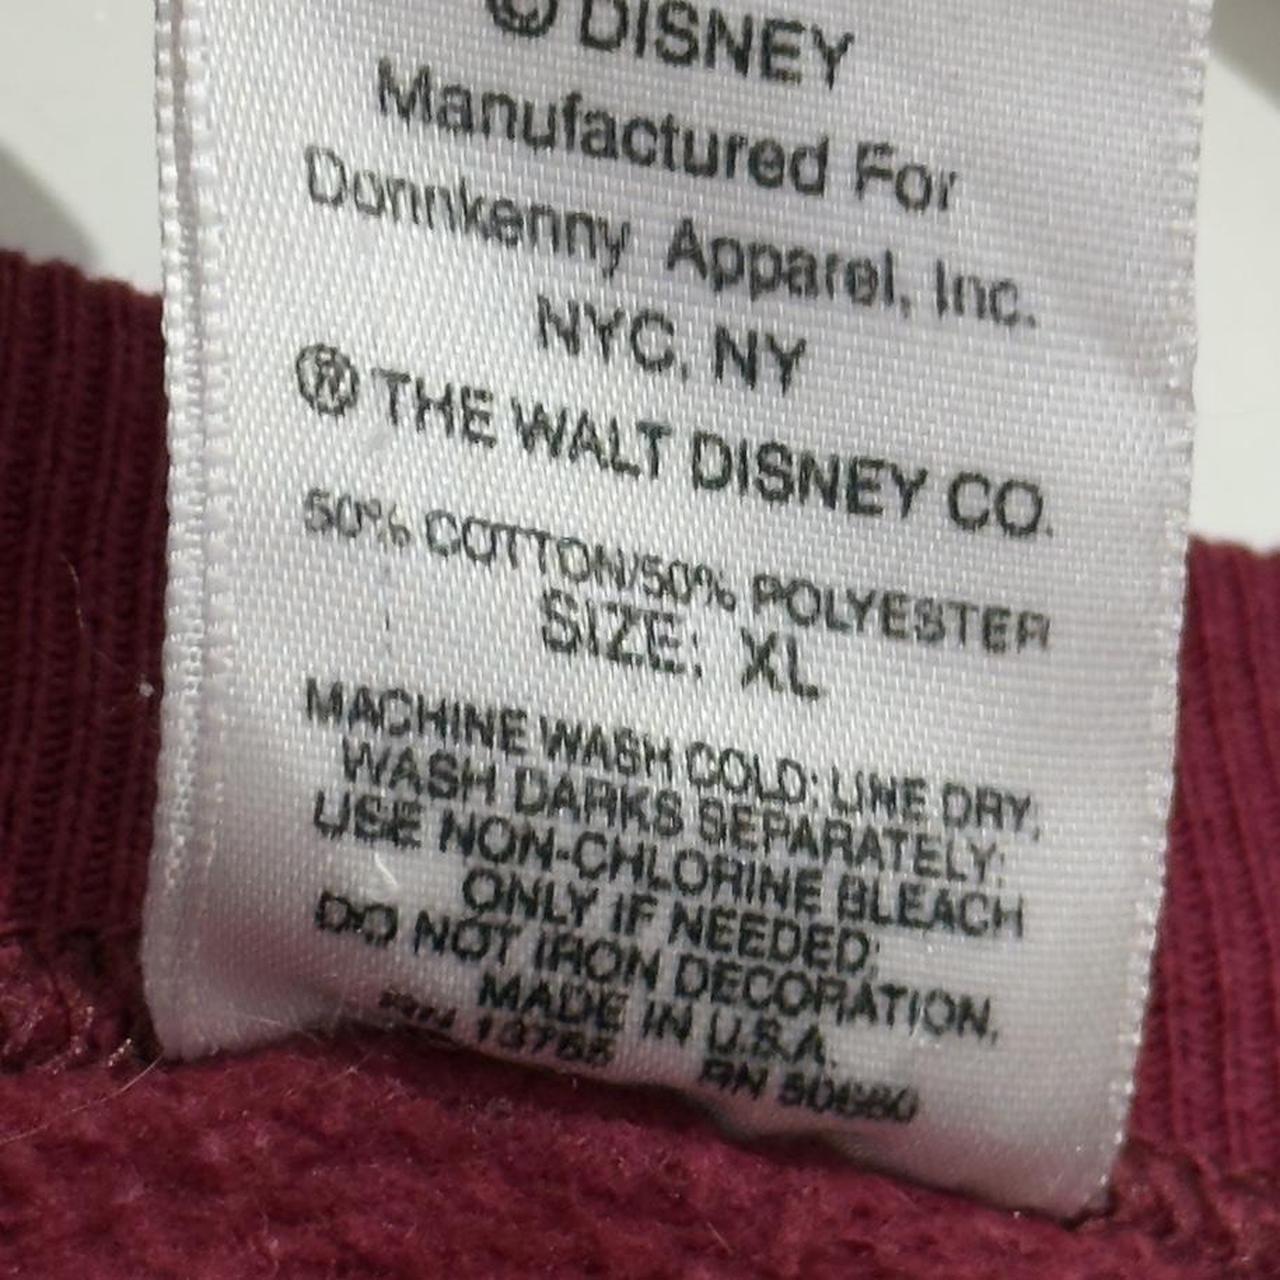 © DISNEY
Manufactured For
Donnkenny Apparel, Inc.
NYC, NY
® THE WALT DISNEY CO.
50% COTTON/50% POLYESTER
SIZE: XL
MACHINE WASH COLD; LINE DRY;
WASH DARKS SEPARATELY;
USE NON-CHLORINE BLEACH
ONLY IF NEEDED;
DO NOT IRON DECORATION.
MADE IN U.S.A.
RN RN